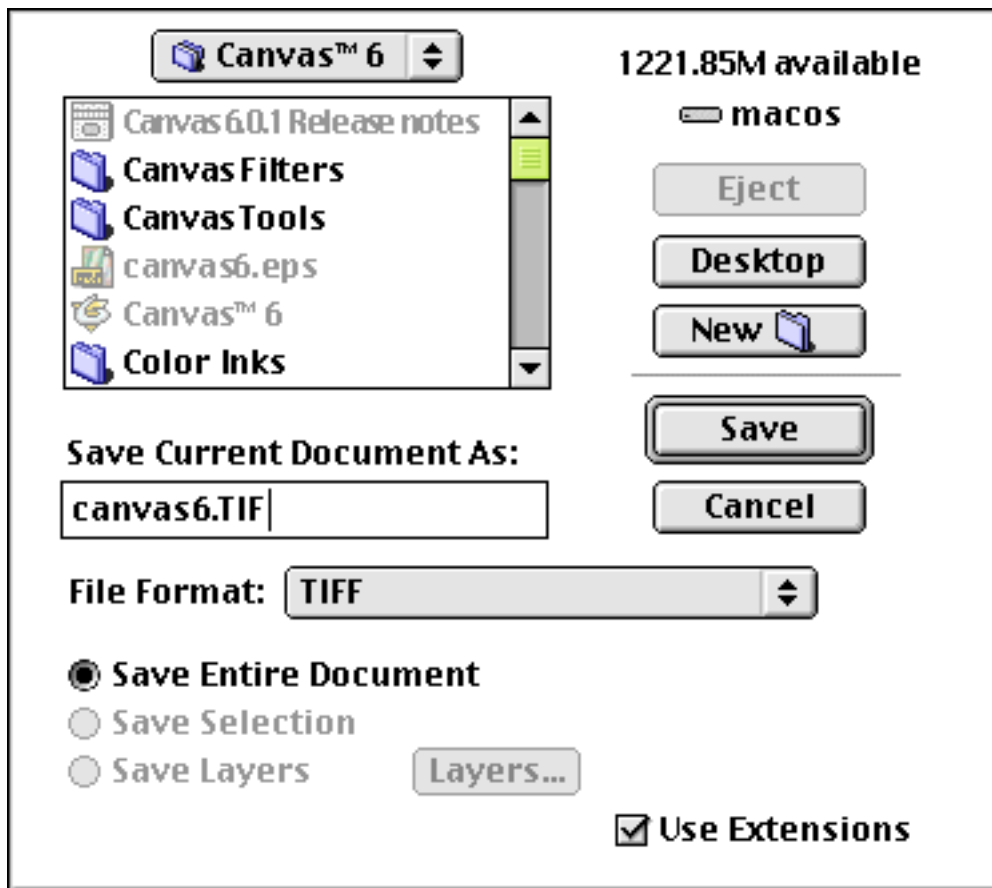 Canvas™ 6
1221.85M available
macos
Canvas 6.0.1 Release notes
Canvas Filters
Canvas Tools
canvas6.eps
Canvas™ 6
Color Inks
Eject
Desktop
New
Save
Cancel
Save Current Document As:
canvas6.TIF
File Format: TIFF
Save Entire Document
Save Selection
Save Layers Layers...
Use Extensions